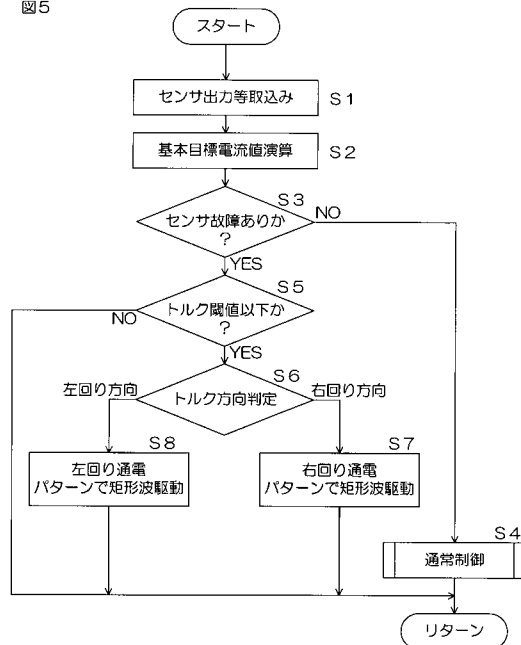 図5
スタート
センサ出力等取込み
S1
基本目標電流値演算
S2
S3
センサ故障ありか
?
NO
YES
S5
トルク閾値以下か
?
NO
YES
S6
トルク方向判定
左回り方向
右回り方向
S8
左回り通電
パターンで矩形波駆動
S7
右回り通電
パターンで矩形波駆動
S4
通常制御
リターン